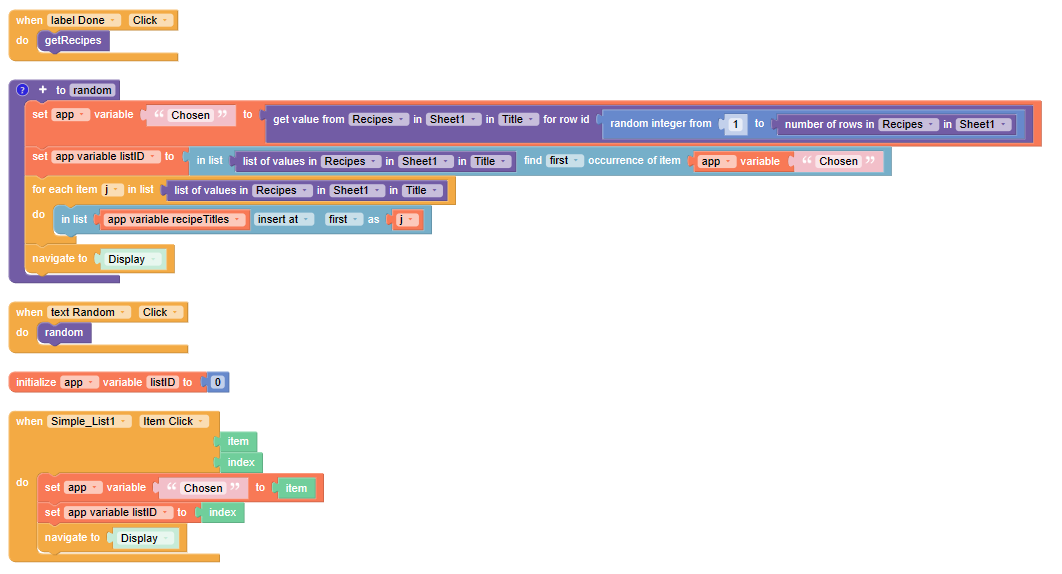 when label Done Click
do getRecipes
? + to random
set app variable “ Chosen ” to get value from Recipes in Sheet1 in Title for row id random integer from 1 to number of rows in Recipes in Sheet1
set app variable listID to in list list of values in Recipes in Sheet1 in Title find first occurrence of item app variable “ Chosen ”
for each item j in list list of values in Recipes in Sheet1 in Title
do in list app variable recipeTitles insert at first as j
navigate to Display
when text Random Click
do random
initialize app variable listID to 0
when Simple_List1 Item Click
item
index
do set app variable “ Chosen ” to item
set app variable listID to index
navigate to Display